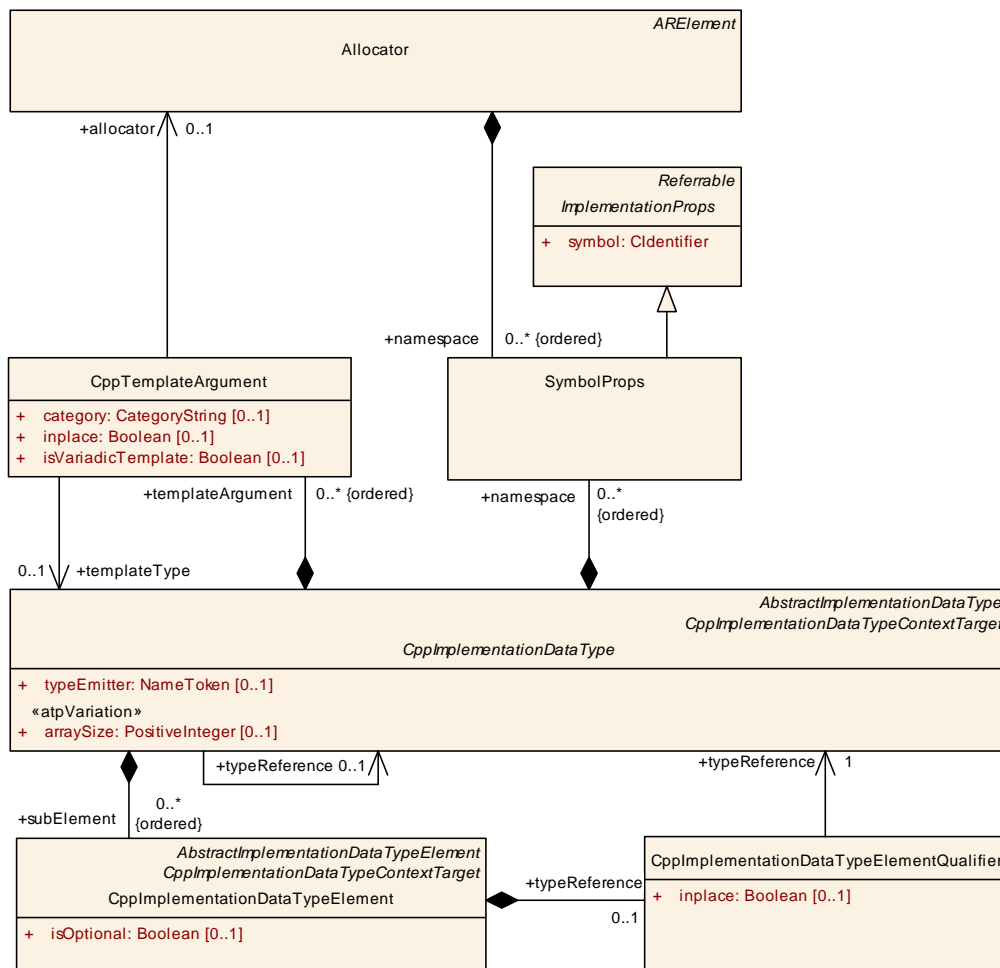 ARElement
Allocator
+allocator 0..1
Referrable
ImplementationProps
+ symbol: CIdentifier
+namespace 0..* {ordered}
CppTemplateArgument
+ category: CategoryString [0..1]
+ inplace: Boolean [0..1]
+ isVariadicTemplate: Boolean [0..1]
SymbolProps
+templateArgument 0..* {ordered}
+namespace 0..*
{ordered}
0..1 +templateType
AbstractImplementationDataType
CppImplementationDataTypeContextTarget
CppImplementationDataType
+ typeEmitter: NameToken [0..1]
«atpVariation»
+ arraySize: PositiveInteger [0..1]
+typeReference 0..1
+typeReference 1
+subElement 0..*
{ordered}
AbstractImplementationDataTypeElement
CppImplementationDataTypeContextTarget
CppImplementationDataTypeElement
+ isOptional: Boolean [0..1]
+typeReference
0..1
CppImplementationDataTypeElementQualifier
+ inplace: Boolean [0..1]